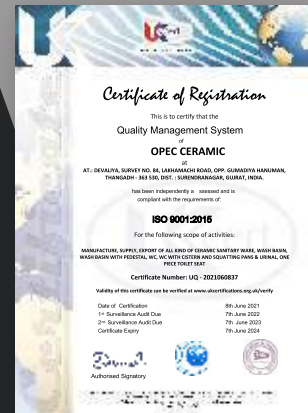 Certificate of Registration
This is to certify that the
Quality Management System
of
OPEC CERAMIC
at
AT.: DEVALIYA, SURVEY NO. 84, LAKHAMACHI ROAD, OPP. GUMADIYA HANUMAN,
THANGADH - 363 530, DIST. : SURENDRANAGAR, GUJRAT, INDIA.
has been independently a ssessed and is
compliant with the requirements of:
ISO 9001:2015
For the following scope of activities:
MANUFACTURE, SUPPLY, EXPORT OF ALL KIND OF CERAMIC SANITARY WARE, WASH BASIN,
WASH BASIN WITH PEDESTAL, WC, WC WITH CISTERN AND SQUATTING PANS & URINAL, ONE
PIECE TOILET SEAT
Certificate Number: UQ - 2021060837
Validity of this certificate can be verified at www.ukcertifications.org.uk/verify
Date of Certification 8th June 2021
1st Surveillance Audit Due 7th June 2022
2nd Surveillance Audit Due 7th June 2023
Certificate Expiry 7th June 2024
Authorised Signatory